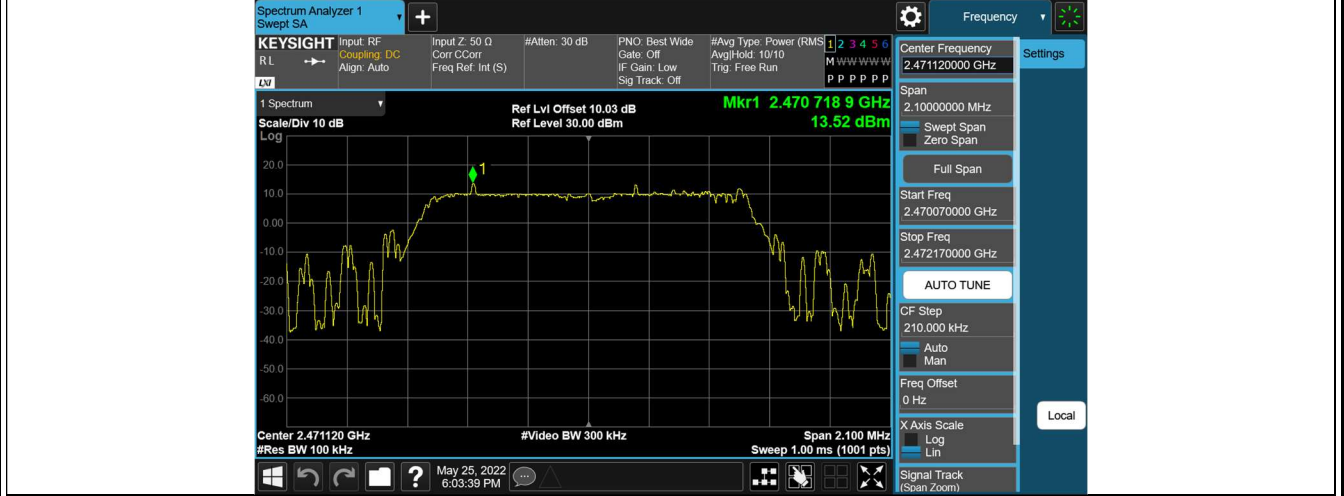 Spectrum Analyzer 1
Swept SA
Frequency
KEYSIGHT
RL
LXI
Input: RF
Coupling: DC
Align: Auto
Input Z: 50 Ω
Corr CCorr
Freq Ref: Int (S)
#Atten: 30 dB
PNO: Best Wide
Gate: Off
IF Gain: Low
Sig Track: Off
#Avg Type: Power (RMS
Avg|Hold: 10/10
Trig: Free Run
1 2 3 4 5 6
M W W W W W
P P P P P P
Center Frequency
2.471120000 GHz
Settings
1 Spectrum
Scale/Div 10 dB
Log
Ref Lvl Offset 10.03 dB
Ref Level 30.00 dBm
Mkr1 2.470 718 9 GHz
13.52 dBm
20.0
10.0
0.00
-10.0
-20.0
-30.0
-40.0
-50.0
-60.0
1
Span
2.10000000 MHz
Swept Span
Zero Span
Full Span
Start Freq
2.470070000 GHz
Stop Freq
2.472170000 GHz
AUTO TUNE
CF Step
210.000 kHz
Auto
Man
Freq Offset
0 Hz
X Axis Scale
Log
Lin
Signal Track
(Span Zoom)
Local
Center 2.471120 GHz
#Res BW 100 kHz
#Video BW 300 kHz
Span 2.100 MHz
Sweep 1.00 ms (1001 pts)
?
May 25, 2022
6:03:39 PM